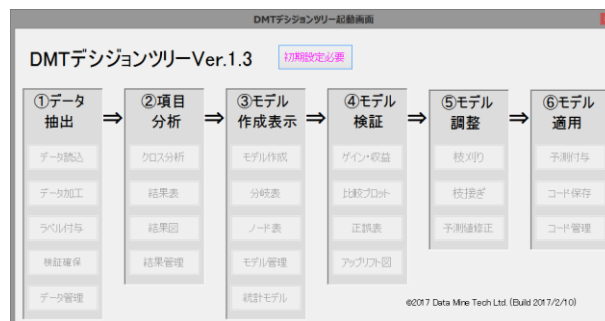 DMTデシジョンツリー起動画面
DMTデシジョンツリーVer.1.3
初期設定必要
①データ
抽出
⇒
②項目
分析
⇒
③モデル
作成表示
⇒
④モデル
検証
⇒
⑤モデル
調整
⇒
⑥モデル
適用
データ読込
クロス分析
モデル作成
ゲイン・収益
枝刈り
予測付与
データ加工
結果表
分岐表
比較プロット
枝接ぎ
コード保存
ラベル付与
結果図
ノード表
正誤表
予測値修正
コード管理
検証確保
結果管理
モデル管理
アップリフト図
データ管理
統計モデル
©2017 Data Mine Tech Ltd. (Build 2017/2/10)